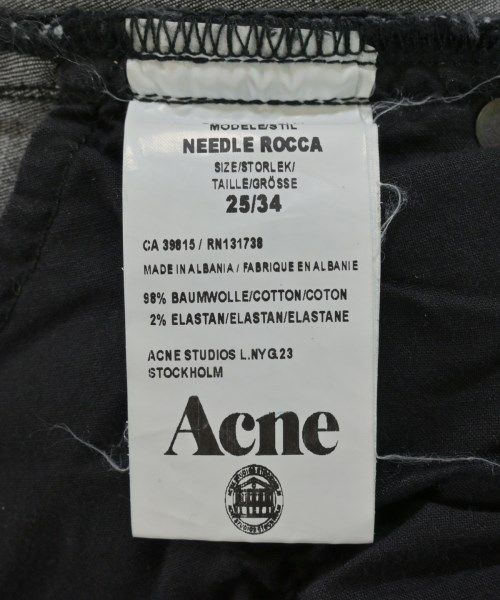 MODELE/STIL
NEEDLE ROCCA
SIZE/STORLEK/
TAILLE/GRÖSSE
25/34
CA 39815 / RN131738
MADE IN ALBANIA / FABRIQUE EN ALBANIE
98% BAUMWOLLE/COTTON/COTON
2% ELASTAN/ELASTAN/ELASTANE
ACNE STUDIOS L.NYG.23
STOCKHOLM
Acne